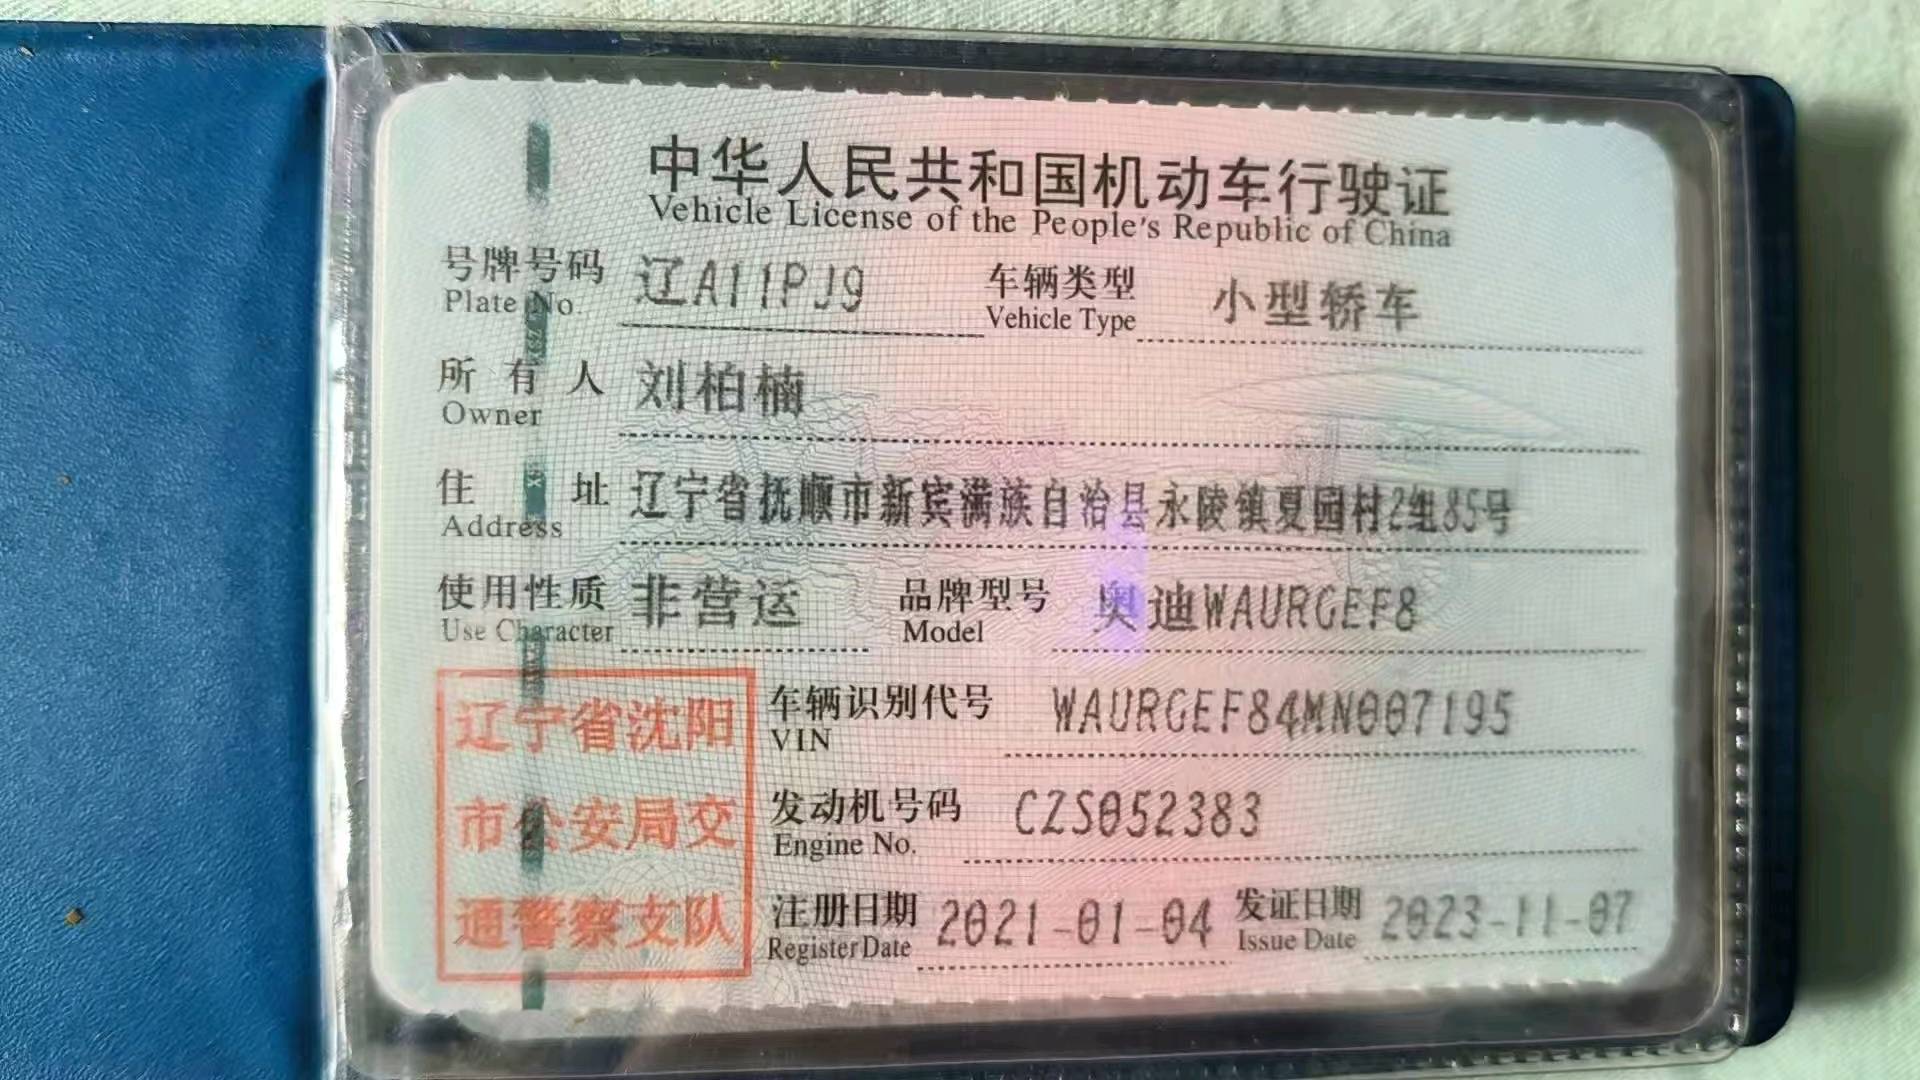 中华人民共和国机动车行驶证
Vehicle License of the People's Republic of China
号牌号码 辽A11PJ9 车辆类型 小型轿车
Plate No. Vehicle Type
所有人 刘柏楠
Owner
住址 辽宁省抚顺市新宾满族自治县永陵镇夏园村2组85号
Address
使用性质 非营运 品牌型号 奥迪WAURGEF8
Use Character Model
辽宁省沈阳
市公安局交
通警察支队
车辆识别代号 WAURGEF84MN007195
VIN
发动机号码 CZS052383
Engine No.
注册日期 2021-01-04 发证日期 2023-11-07
Register Date Issue Date